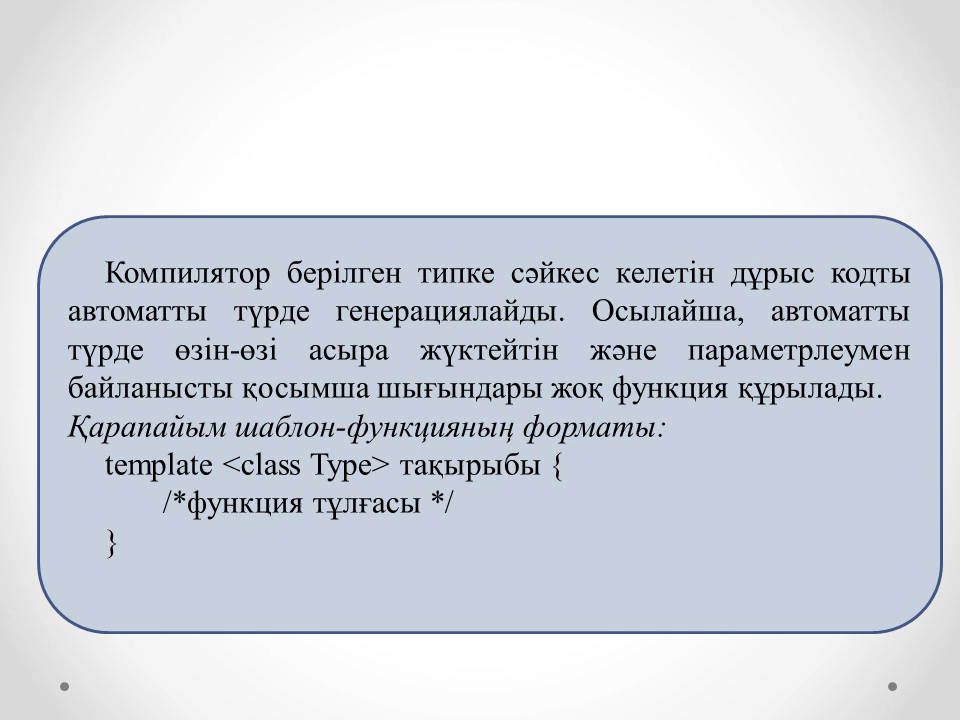 Компилятор берілген типке сәйкес келетін дұрыс кодты
автоматты түрде генерациялайды. Осылайша, автоматты
түрде өзін-өзі асыра жүктейтін және параметрлеумен
байланысты қосымша шығындары жоқ функция құрылады.
Қарапайым шаблон-функцияның форматы:
template <class Type> тақырыбы {
/*функция тұлғасы */
}